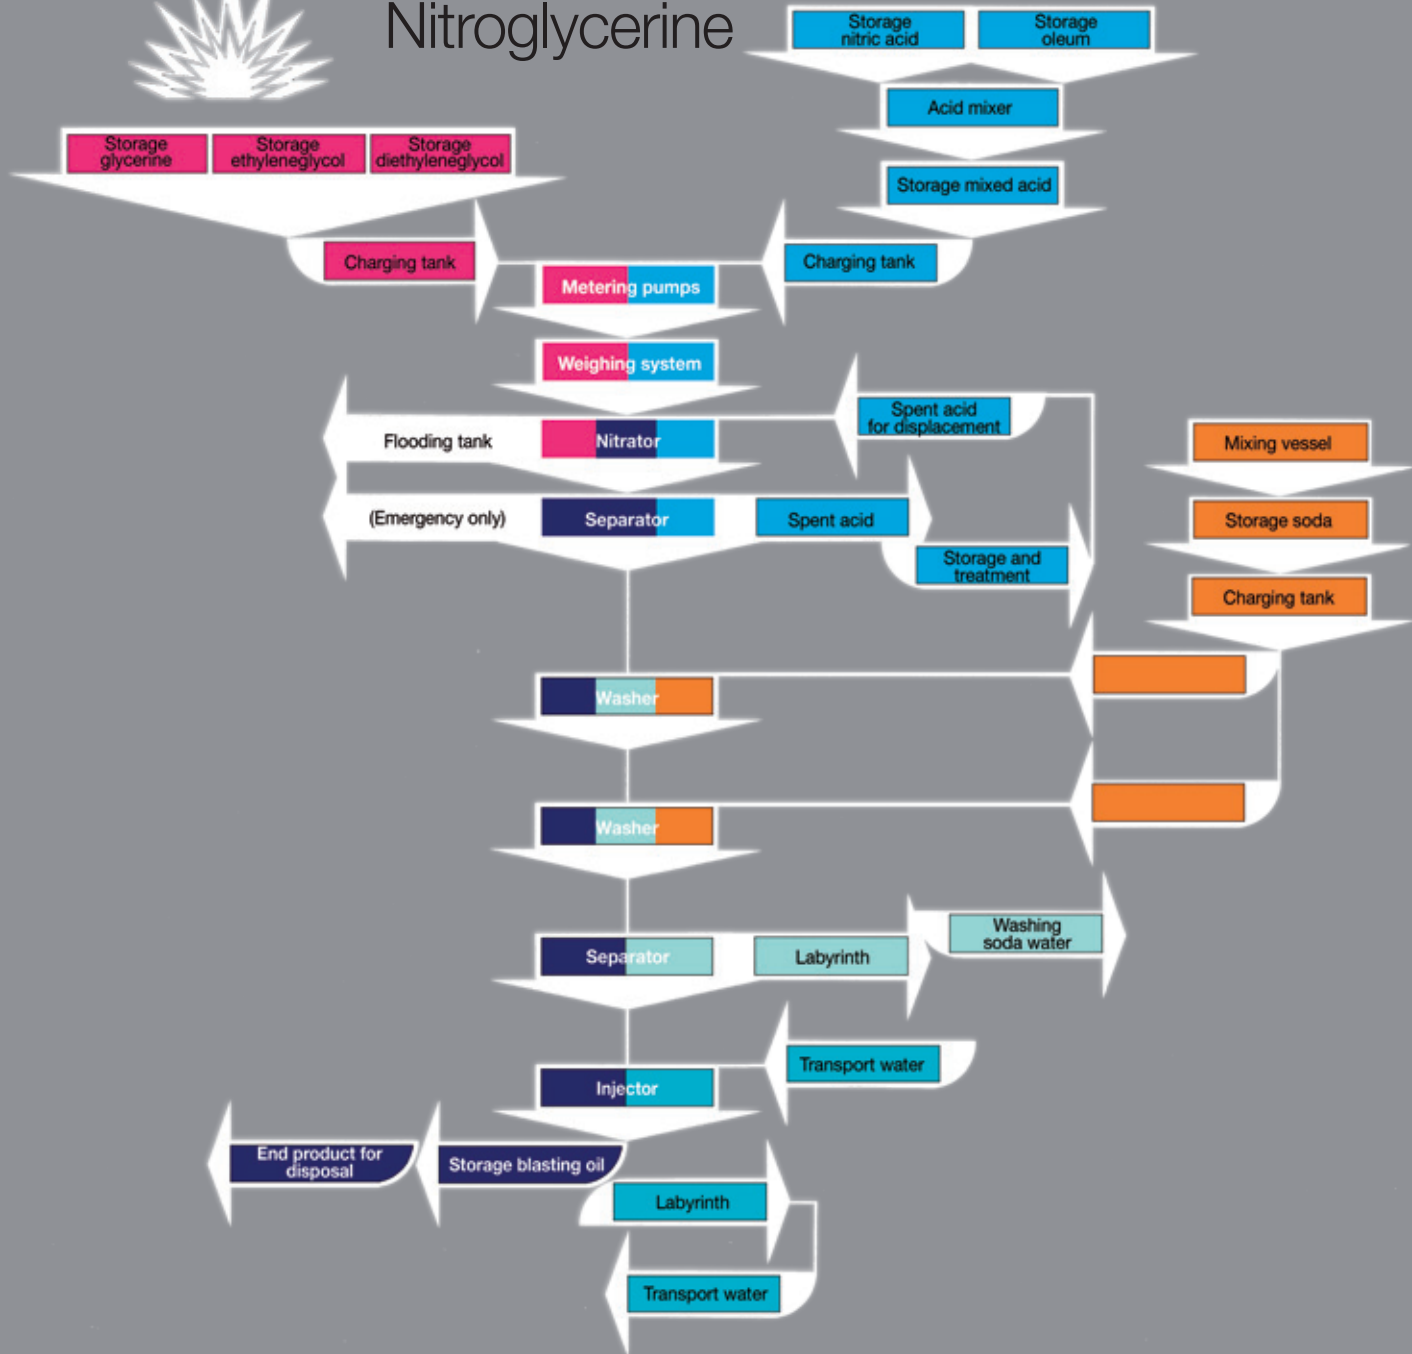 Nitroglycerine
Storage
nitric acid
Storage
oleum
Acid mixer
Storage
glycerine
Storage
ethyleneglycol
Storage
diethyleneglycol
Storage mixed acid
Charging tank
Charging tank
Metering pumps
Weighing system
Spent acid
for displacement
Flooding tank
Nitrator
Mixing vessel
(Emergency only)
Separator
Spent acid
Storage soda
Storage and
treatment
Charging tank
Washer
Washer
Washing
soda water
Separator
Labyrinth
Transport water
Injector
End product for
disposal
Storage blasting oil
Labyrinth
Transport water